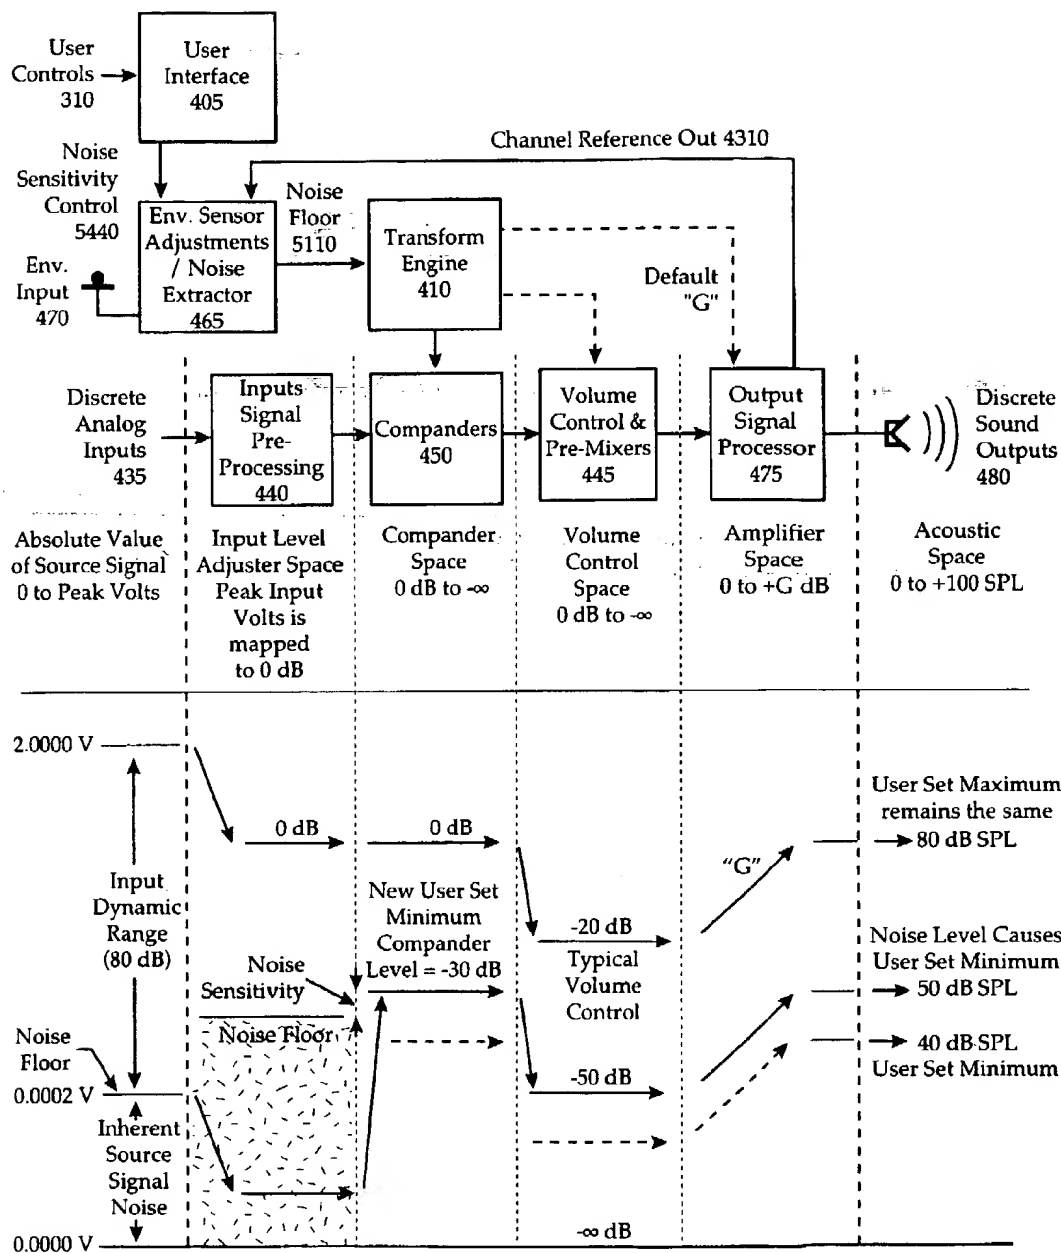 User
Controls
310
User
Interface
405
Channel Reference Out 4310
Noise
Sensitivity
Control
5440
Env. Sensor
Adjustments
/ Noise
Extractor
465
Noise
Floor
5110
Transform
Engine
410
Default
"G"
Env.
Input
470
Discrete
Analog
Inputs
435
Inputs
Signal
Pre-
Processing
440
Companders
450
Volume
Control &
Pre-Mixers
445
Output
Signal
Processor
475
Discrete
Sound
Outputs
480
Absolute Value
of Source Signal
0 to Peak Volts
Input Level
Adjuster Space
Peak Input
Volts is
mapped
to 0 dB
Compander
Space
0 dB to -∞
Volume
Control
Space
0 dB to -∞
Amplifier
Space
0 to +G dB
Acoustic
Space
0 to +100 SPL
2.0000 V
Input
Dynamic
Range
(80 dB)
Noise
Floor
0.0002 V
Inherent
Source
Signal
Noise
0.0000 V
0 dB
Noise
Sensitivity
Noise Floor
0 dB
New User Set
Minimum
Compander
Level = -30 dB
-20 dB
Typical
Volume
Control
-50 dB
-∞ dB
"G"
User Set Maximum
remains the same
80 dB SPL
Noise Level Causes
User Set Minimum
50 dB SPL
40 dB SPL
User Set Minimum